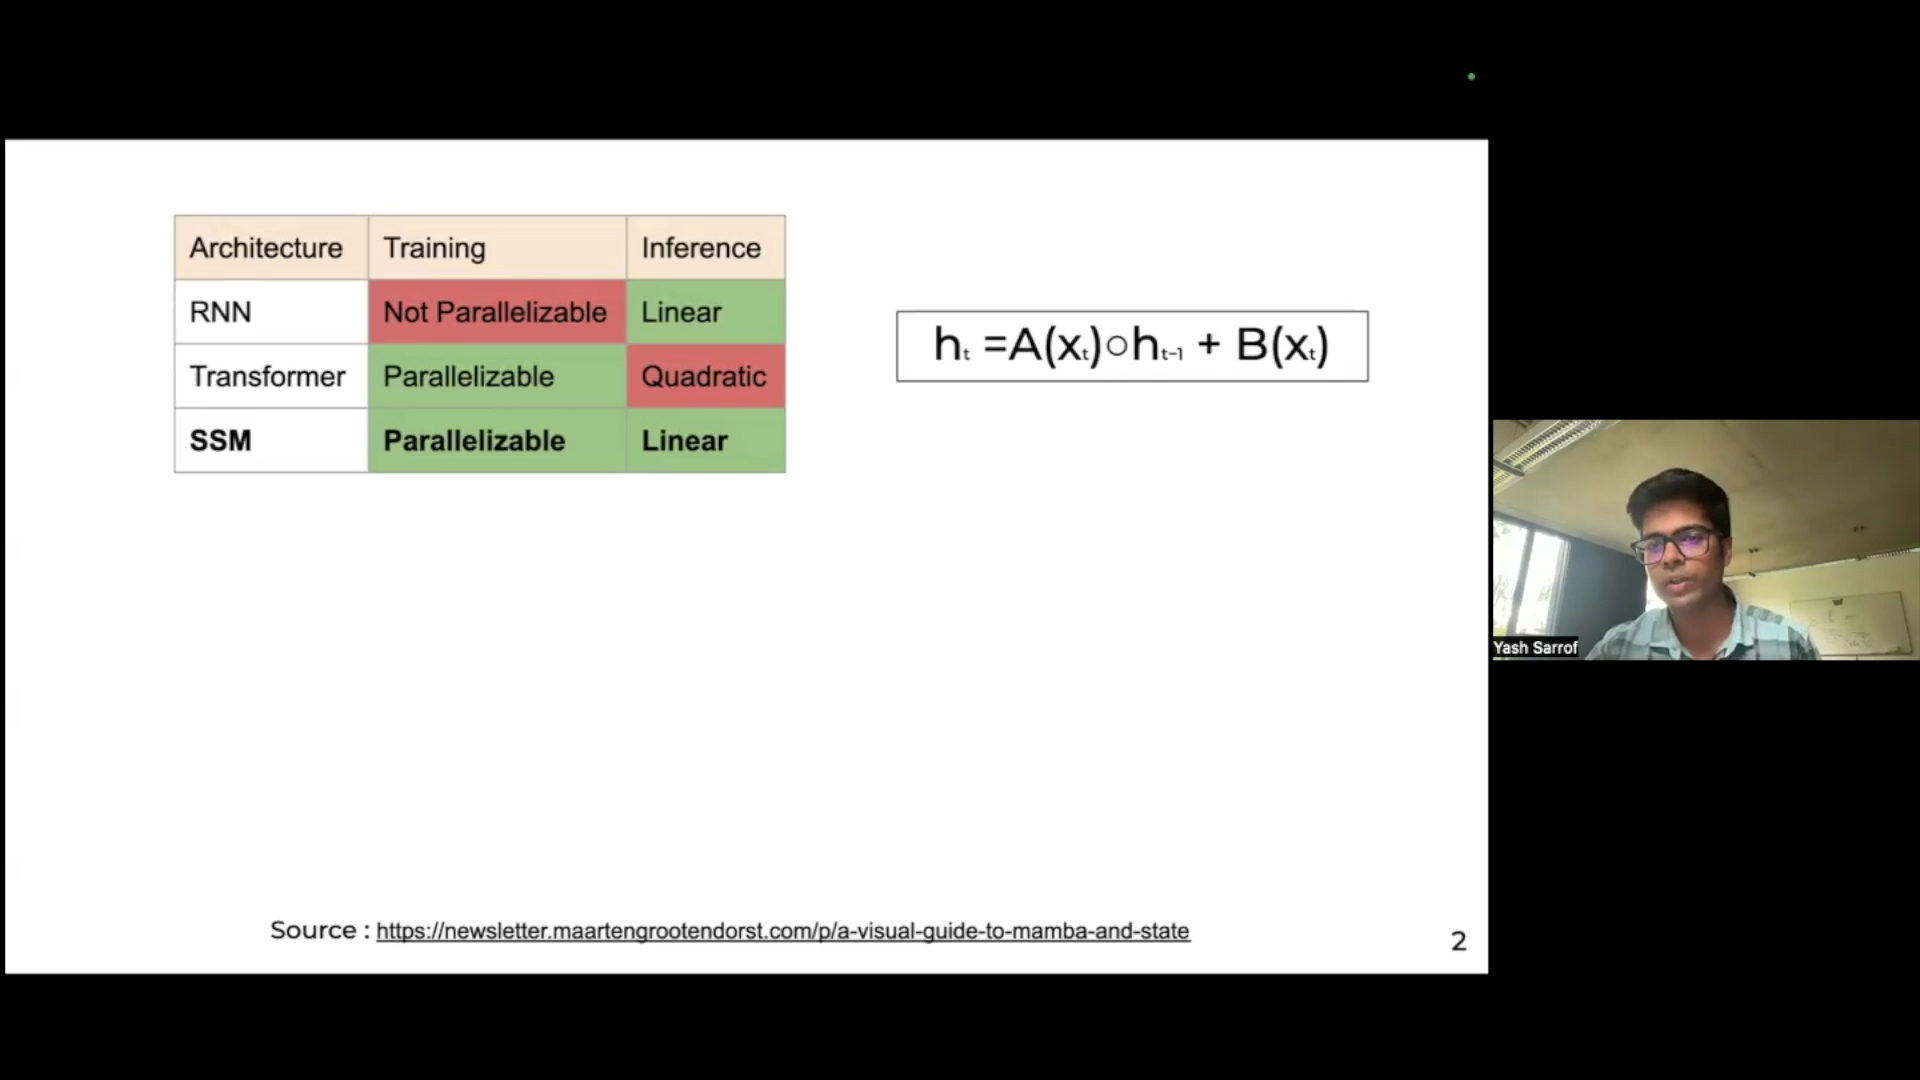 Architecture Training Inference
RNN Not Parallelizable Linear
Transformer Parallelizable Quadratic
SSM Parallelizable Linear
hₜ =A(xₜ)○hₜ₋₁ + B(xₜ)
Yash Sarrof
Source : https://newsletter.maartengrootendorst.com/p/a-visual-guide-to-mamba-and-state
2